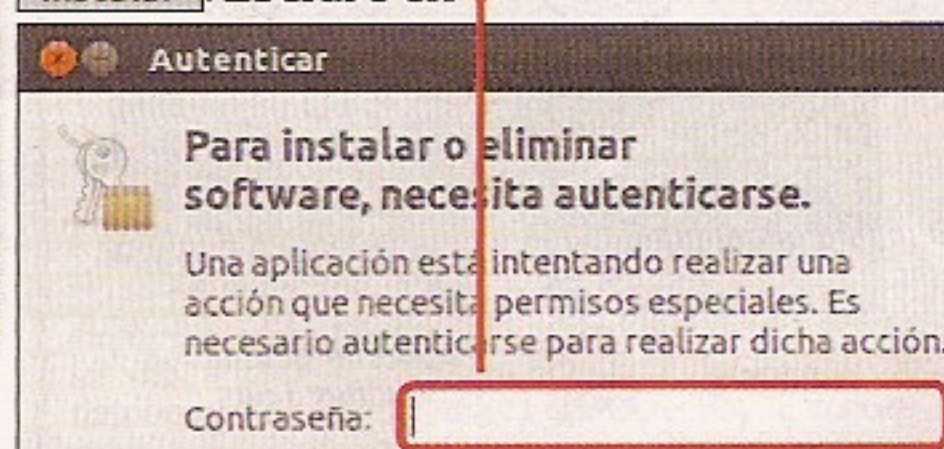 Autenticar
Para instalar o eliminar
software, necesita autenticarse.
Una aplicación está intentando realizar una
acción que necesita permisos especiales. Es
necesario autenticarse para realizar dicha acción.
Contraseña: